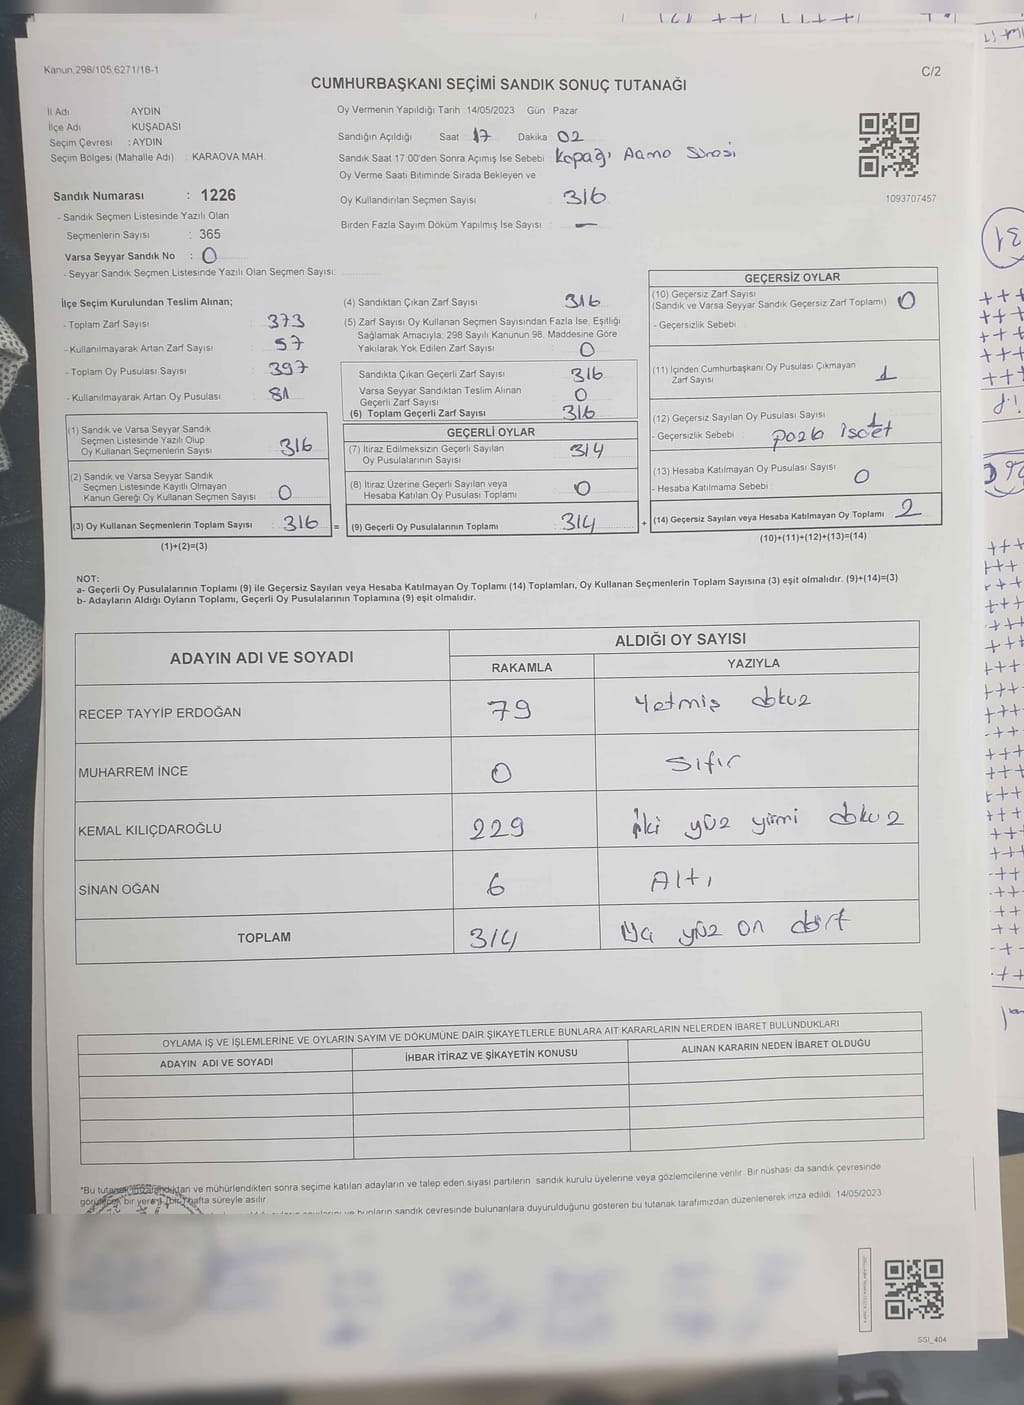 Kanun.298/105,6271/18-1
C/2
CUMHURBAŞKANI SEÇİMİ SANDIK SONUÇ TUTANAĞI
İl Adı AYDIN
İlçe Adı KUŞADASI
Seçim Çevresi : AYDIN
Seçim Bölgesi (Mahalle Adı) : KARAOVA MAH.
Oy Vermenin Yapıldığı Tarih : 14/05/2023 Gün : Pazar
Sandığın Açıldığı Saat 17 Dakika 02
Sandık Saat 17:00'den Sonra Açmış İse Sebebi Kapağı Açma Süresi
Oy Verme Saati Bitiminde Sırada Bekleyen ve
Oy Kullandırılan Seçmen Sayısı : 316
Birden Fazla Sayım Döküm Yapılmış İse Sayısı : —
1093707457
Sandık Numarası : 1226
- Sandık Seçmen Listesinde Yazılı Olan
Seçmenlerin Sayısı : 365
Varsa Seyyar Sandık No : 0
- Seyyar Sandık Seçmen Listesinde Yazılı Olan Seçmen Sayısı:
İlçe Seçim Kurulundan Teslim Alınan;
- Toplam Zarf Sayısı : 373
- Kullanılmayarak Artan Zarf Sayısı : 57
- Toplam Oy Pusulası Sayısı : 397
- Kullanılmayarak Artan Oy Pusulası : 81
(1) Sandık ve Varsa Seyyar Sandık
Seçmen Listesinde Yazılı Olup
Oy Kullanan Seçmenlerin Sayısı : 316
(2) Sandık ve Varsa Seyyar Sandık
Seçmen Listesinde Kayıtlı Olmayan
Kanun Gereği Oy Kullanan Seçmen Sayısı : 0
(3) Oy Kullanan Seçmenlerin Toplam Sayısı : 316
(1)+(2)=(3)
(4) Sandıktan Çıkan Zarf Sayısı : 316
(5) Zarf Sayısı Oy Kullanan Seçmen Sayısından Fazla İse, Eşitliği
Sağlamak Amacıyla; 298 Sayılı Kanunun 98. Maddesine Göre
Yakılarak Yok Edilen Zarf Sayısı : 0
Sandıkta Çıkan Geçerli Zarf Sayısı : 316
Varsa Seyyar Sandıktan Teslim Alınan
Geçerli Zarf Sayısı : 0
(6) Toplam Geçerli Zarf Sayısı : 316
GEÇERLİ OYLAR
(7) İtiraz Edilmeksizin Geçerli Sayılan
Oy Pusulalarının Sayısı : 314
(8) İtiraz Üzerine Geçerli Sayılan veya
Hesaba Katılan Oy Pusulası Toplamı : 0
= (9) Geçerli Oy Pusulalarının Toplamı : 314
GEÇERSİZ OYLAR
(10) Geçersiz Zarf Sayısı
(Sandık ve Varsa Seyyar Sandık Geçersiz Zarf Toplamı) : 0
- Geçersizlik Sebebi :
(11) İçinden Cumhurbaşkanı Oy Pusulası Çıkmayan
Zarf Sayısı 1
(12) Geçersiz Sayılan Oy Pusulası Sayısı 1
- Geçersizlik Sebebi : pazla isaret
(13) Hesaba Katılmayan Oy Pusulası Sayısı : 0
- Hesaba Katılmama Sebebi :
+ (14) Geçersiz Sayılan veya Hesaba Katılmayan Oy Toplamı : 2
(10)+(11)+(12)+(13)=(14)
NOT:
a- Geçerli Oy Pusulalarının Toplamı (9) ile Geçersiz Sayılan veya Hesaba Katılmayan Oy Toplamı (14) Toplamları, Oy Kullanan Seçmenlerin Toplam Sayısına (3) eşit olmalıdır. (9)+(14)=(3)
b- Adayların Aldığı Oyların Toplamı, Geçerli Oy Pusulalarının Toplamına (9) eşit olmalıdır.
ADAYIN ADI VE SOYADI
ALDIĞI OY SAYISI
RAKAMLA YAZIYLA
RECEP TAYYİP ERDOĞAN 79 Yetmiş dokuz
MUHARREM İNCE 0 Sıfır
KEMAL KILIÇDAROĞLU 229 İki yüz yirmi dokuz
SİNAN OĞAN 6 Altı
TOPLAM 314 yüz on dört
OYLAMA İŞ VE İŞLEMLERİNE VE OYLARIN SAYIM VE DÖKÜMÜNE DAİR ŞİKAYETLERLE BUNLARA AİT KARARLARIN NELERDEN İBARET BULUNDUKLARI
ADAYIN ADI VE SOYADI İHBAR İTİRAZ VE ŞİKAYETİN KONUSU ALINAN KARARIN NEDEN İBARET OLDUĞU
*Bu tutanak imzalandıktan ve mühürlendikten sonra seçime katılan adayların ve talep eden siyasi partilerin sandık kurulu üyelerine veya gözlemcilerine verilir. Bir nüshası da sandık çevresinde
görülecek bir yere 1 (bir) hafta süreyle asılır.
ve bunların sandık çevresinde bulunanlara duyurulduğunu gösteren bu tutanak tarafımızdan düzenlenerek imza edildi. 14/05/2023
SSI_404